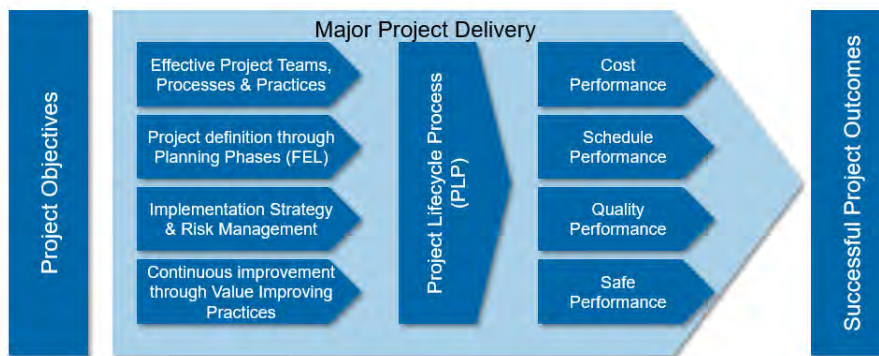 Major Project Delivery
Project Objectives
Effective Project Teams,
Processes & Practices
Project definition through
Planning Phases (FEL)
Implementation Strategy
& Risk Management
Continuous improvement
through Value Improving
Practices
Project Lifecycle Process
(PLP)
Cost
Performance
Schedule
Performance
Quality
Performance
Safe
Performance
Successful Project Outcomes